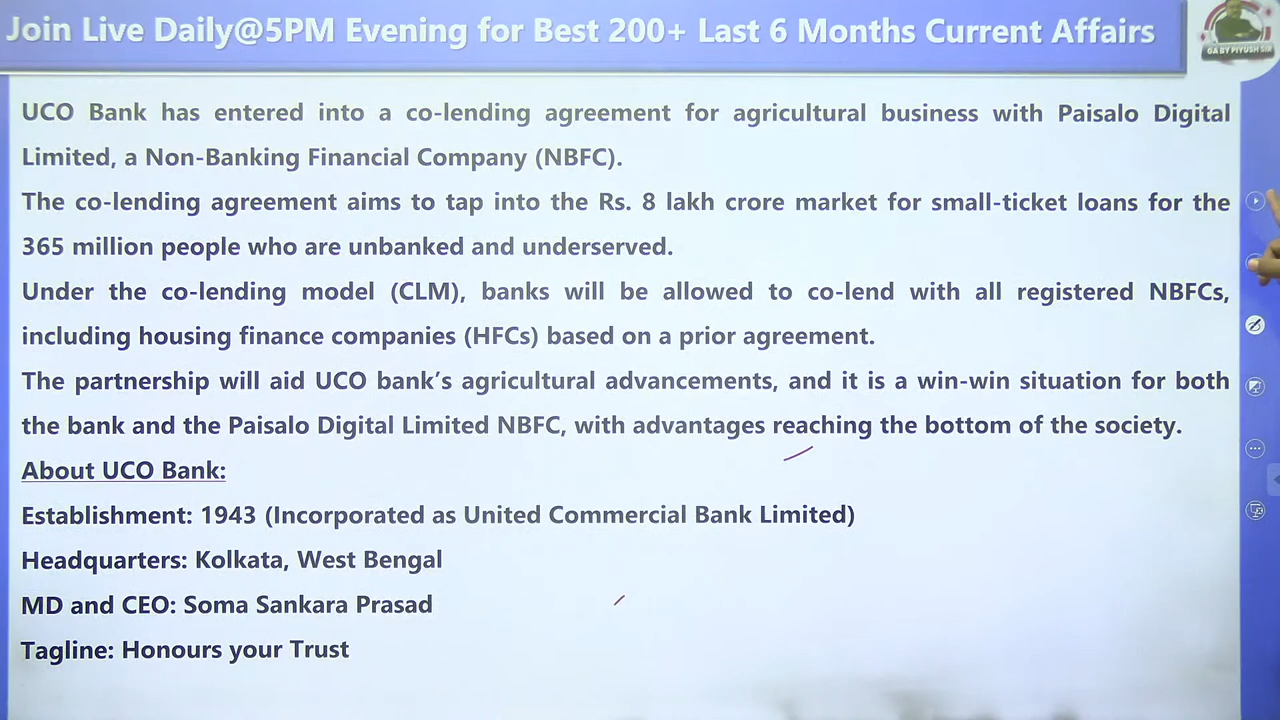 Join Live Daily@5PM Evening for Best 200+ Last 6 Months Current Affairs
GA BY PIYUSH SIR
UCO Bank has entered into a co-lending agreement for agricultural business with Paisalo Digital
Limited, a Non-Banking Financial Company (NBFC).
The co-lending agreement aims to tap into the Rs. 8 lakh crore market for small-ticket loans for the
365 million people who are unbanked and underserved.
Under the co-lending model (CLM), banks will be allowed to co-lend with all registered NBFCs,
including housing finance companies (HFCs) based on a prior agreement.
The partnership will aid UCO bank’s agricultural advancements, and it is a win-win situation for both
the bank and the Paisalo Digital Limited NBFC, with advantages reaching the bottom of the society.
About UCO Bank:
Establishment: 1943 (Incorporated as United Commercial Bank Limited)
Headquarters: Kolkata, West Bengal
MD and CEO: Soma Sankara Prasad
Tagline: Honours your Trust